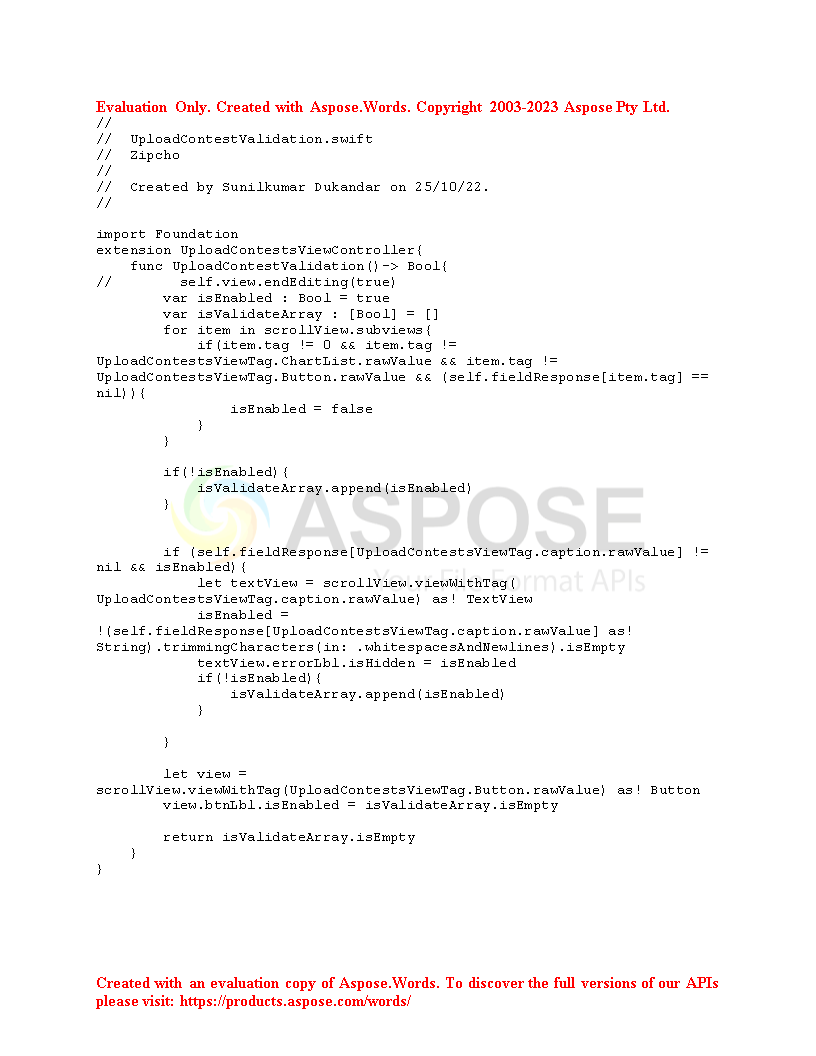 Evaluation Only. Created with Aspose.Words. Copyright 2003-2023 Aspose Pty Ltd.
//
//  UploadContestValidation.swift
//  Zipcho
//
//  Created by Sunilkumar Dukandar on 25/10/22.
//
import Foundation
extension UploadContestsViewController{
    func UploadContestValidation()-> Bool{
//        self.view.endEditing(true)
        var isEnabled : Bool = true
        var isValidateArray : [Bool] = []
        for item in scrollView.subviews{
            if(item.tag != 0 && item.tag !=
UploadContestsViewTag.ChartList.rawValue && item.tag !=
UploadContestsViewTag.Button.rawValue && (self.fieldResponse[item.tag] ==
nil)){
                isEnabled = false
            }
        }
        if(!isEnabled){
            isValidateArray.append(isEnabled)
        }
ASPOSE
        if (self.fieldResponse[UploadContestsViewTag.caption.rawValue] !=
nil && isEnabled){
            let textView = scrollView.viewWithTag(
Your File Format APIs
UploadContestsViewTag.caption.rawValue) as! TextView
            isEnabled =
!(self.fieldResponse[UploadContestsViewTag.caption.rawValue] as!
String).trimmingCharacters(in: .whitespacesAndNewlines).isEmpty
            textView.errorLbl.isHidden = isEnabled
            if(!isEnabled){
                isValidateArray.append(isEnabled)
            }
        }
        let view =
scrollView.viewWithTag(UploadContestsViewTag.Button.rawValue) as! Button
        view.btnLbl.isEnabled = isValidateArray.isEmpty
        return isValidateArray.isEmpty
    }
}
Created with an evaluation copy of Aspose.Words. To discover the full versions of our APIs
please visit: https://products.aspose.com/words/